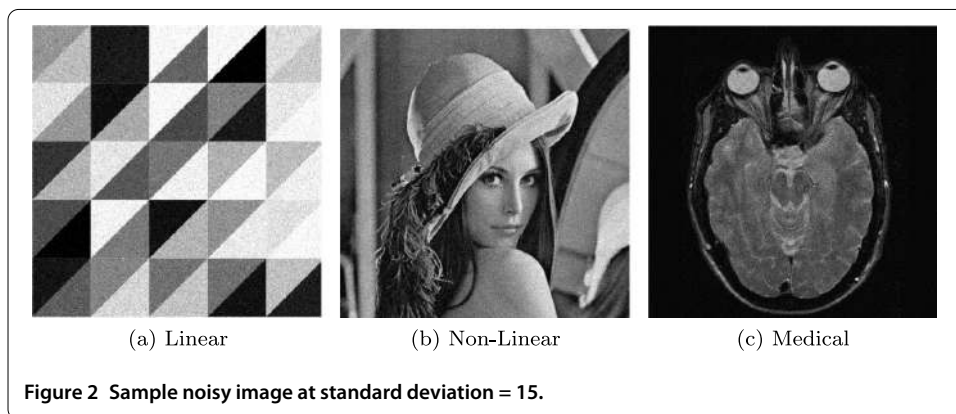 (a) Linear
(b) Non-Linear
(c) Medical
Figure 2 Sample noisy image at standard deviation = 15.